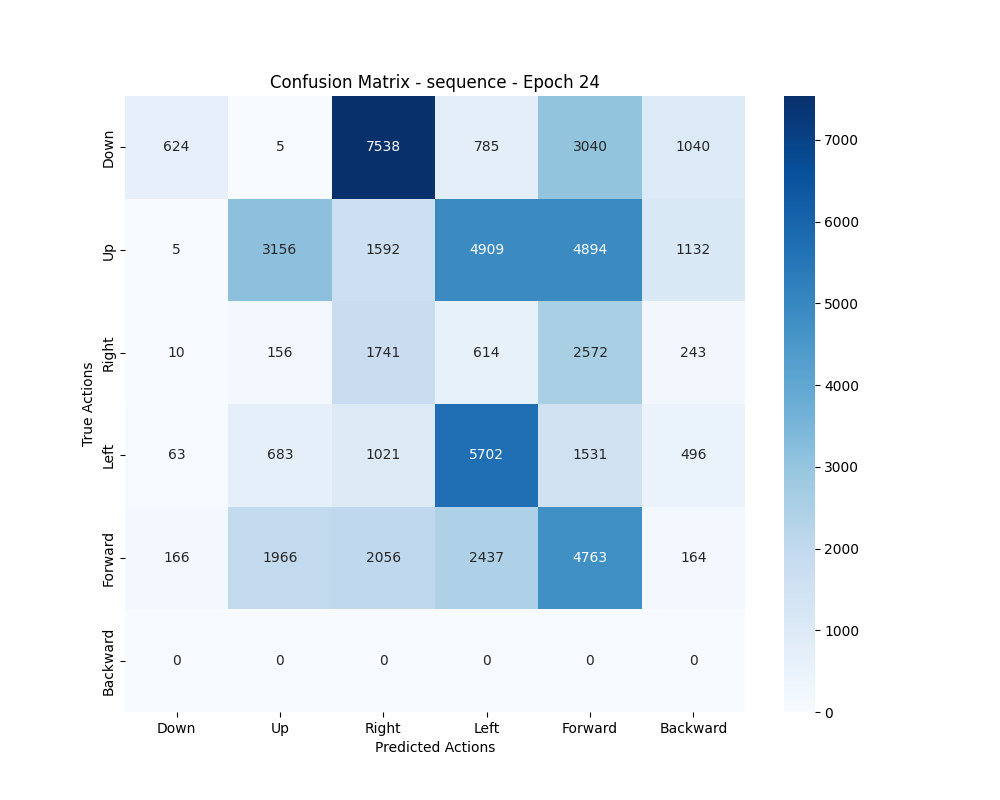 Confusion Matrix - sequence - Epoch 24
True Actions
Down 624 5 7538 785 3040 1040
Up 5 3156 1592 4909 4894 1132
Right 10 156 1741 614 2572 243
Left 63 683 1021 5702 1531 496
Forward 166 1966 2056 2437 4763 164
Backward 0 0 0 0 0 0
Down Up Right Left Forward Backward
Predicted Actions
7000
6000
5000
4000
3000
2000
1000
0